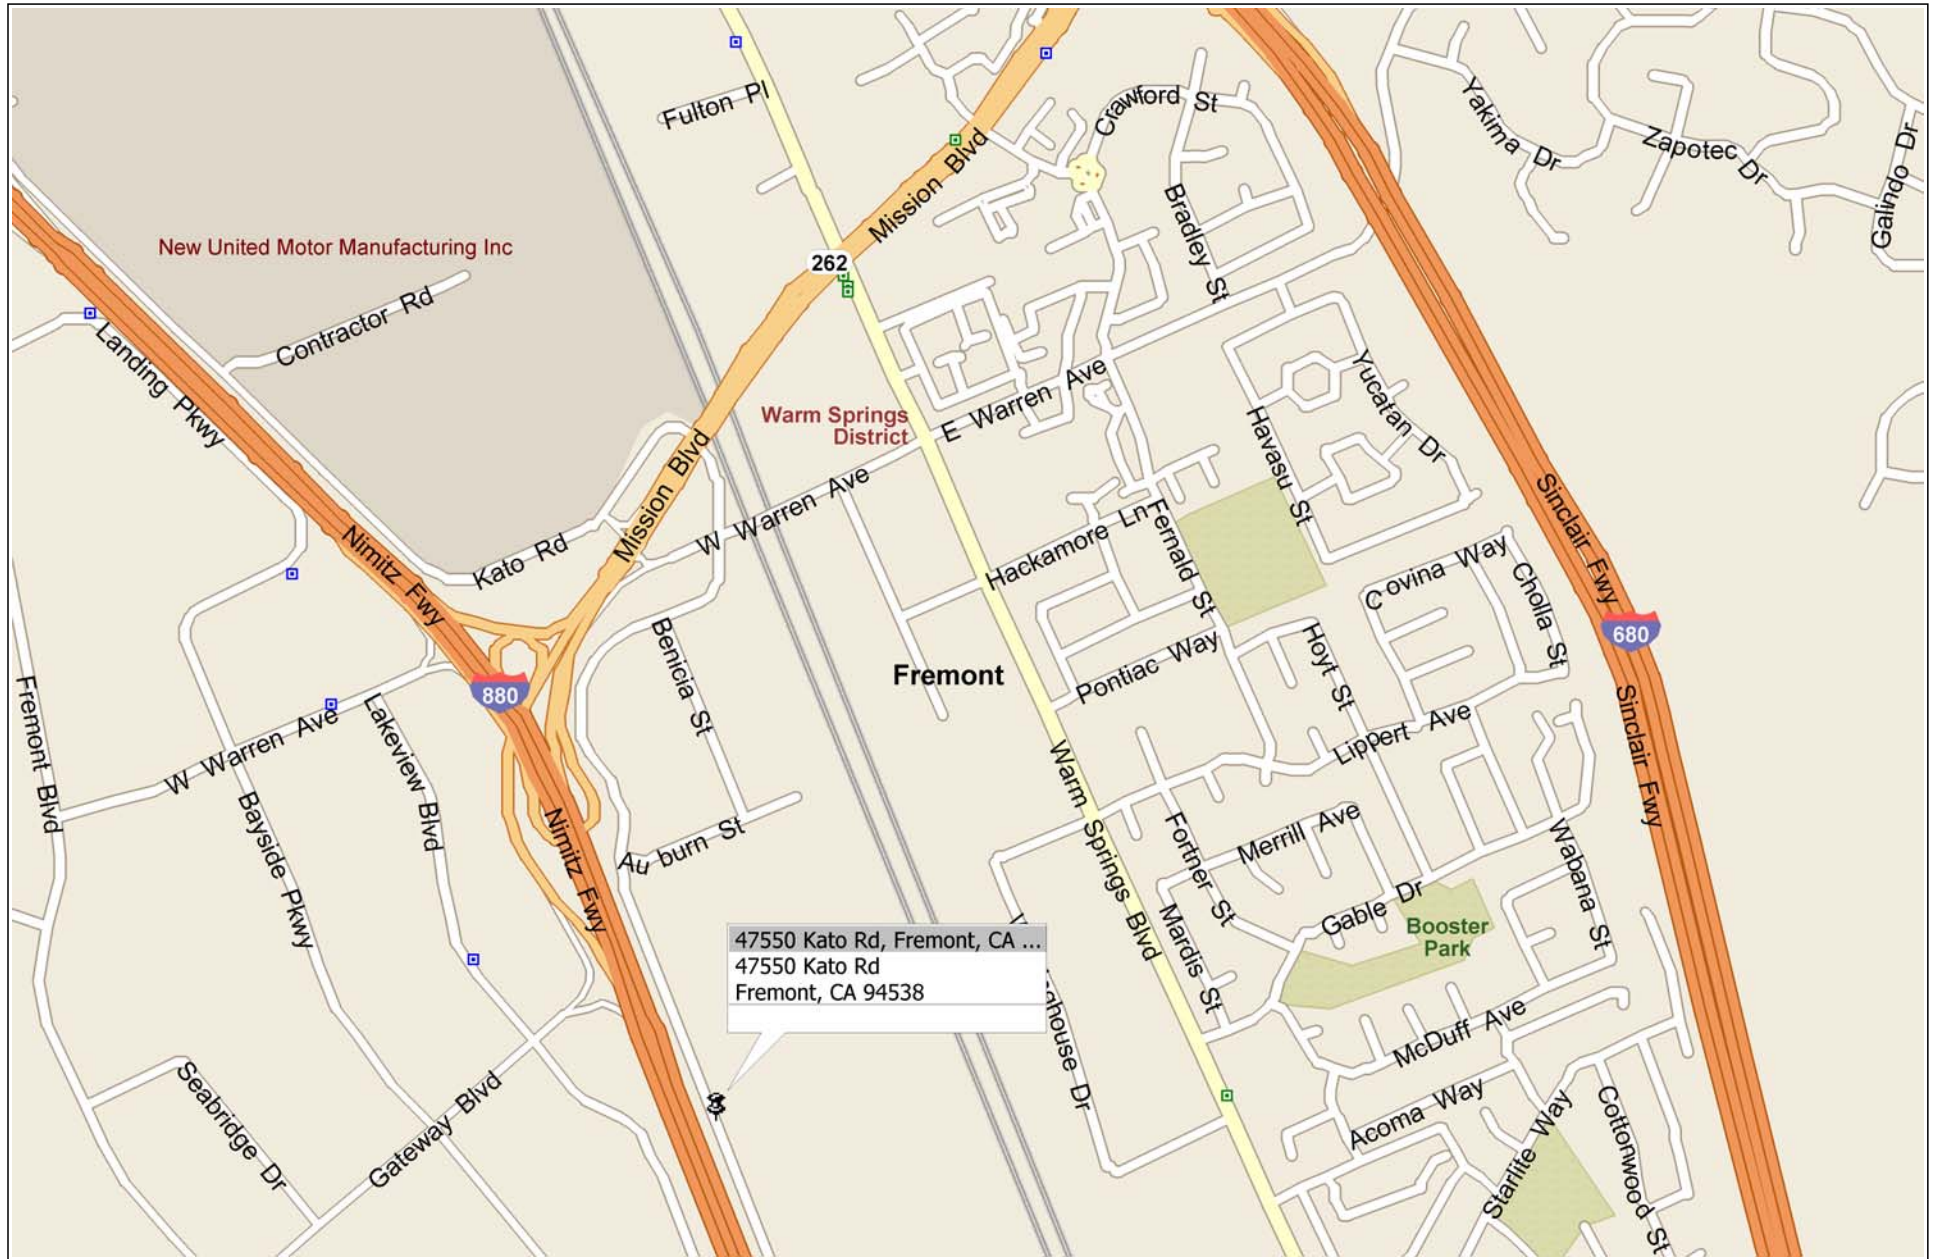 Fulton Pl
Crawford St
Yakima Dr
Zapotec Dr
Galindo Dr
Mission Blvd
Bradley St
New United Motor Manufacturing Inc
262
Contractor Rd
Landing Pkwy
Warm Springs
District
E Warren Ave
Yucatan Dr
Havasu St
Mission Blvd
W Warren Ave
Sinclair Fwy
Nimitz Fwy
Kato Rd
Hackamore Ln
Fernald St
Covina Way
Cholla St
680
Benicia St
Fremont
Pontiac Way
Hoyt St
880
Fremont Blvd
W Warren Ave
Lakeview Blvd
Sinclair Fwy
Lippert Ave
Warm Springs Blvd
Bayside Pkwy
Nimitz Fwy
Auburn St
Fortner St
Merrill Ave
Wabana St
Gable Dr
Mardis St
Booster
Park
47550 Kato Rd, Fremont, CA ...
47550 Kato Rd
Fremont, CA 94538
Dr
McDuff Ave
Seabridge Dr
Gateway Blvd
Acoma Way
Starlite Way
Cottonwood St